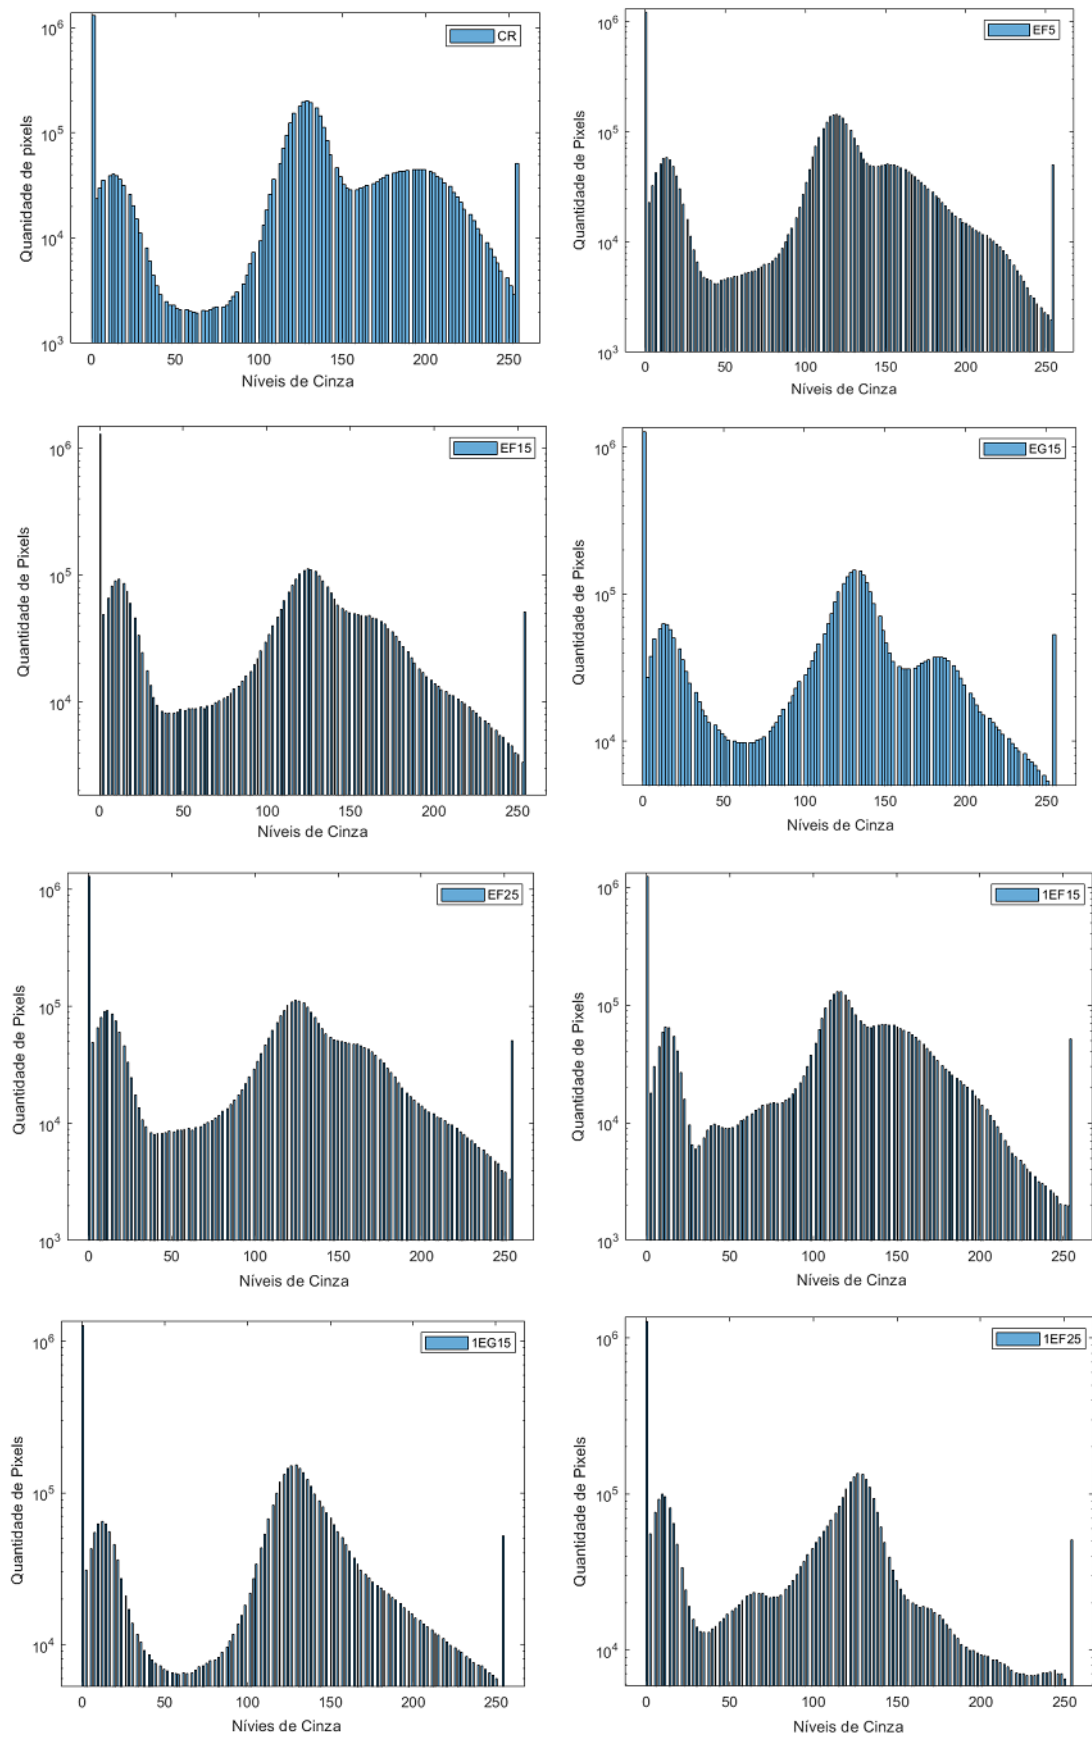 CR
Quanidade de pixels
10^6
10^5
10^4
10^3
0 50 100 150 200 250
Níveis de Cinza
EF5
Quantidade de Pixels
10^6
10^5
10^4
10^3
0 50 100 150 200 250
Níveis de Cinza
EF15
Quantidade de Pixels
10^6
10^5
10^4
0 50 100 150 200 250
Níveis de Cinza
EG15
Quantidade de Pixels
10^6
10^5
10^4
0 50 100 150 200 250
Níveis de Cinza
EF25
Quantidade de Pixels
10^6
10^5
10^4
10^3
0 50 100 150 200 250
Níveis de Cinza
1EF15
Quantidade de Pixels
10^6
10^5
10^4
10^3
0 50 100 150 200 250
Níveis de Cinza
1EG15
Quantidade de Pixels
10^6
10^5
10^4
0 50 100 150 200 250
Nívies de Cinza
1EF25
Quantidade de Pixels
10^6
10^5
10^4
0 50 100 150 200 250
Níveis de Cinza